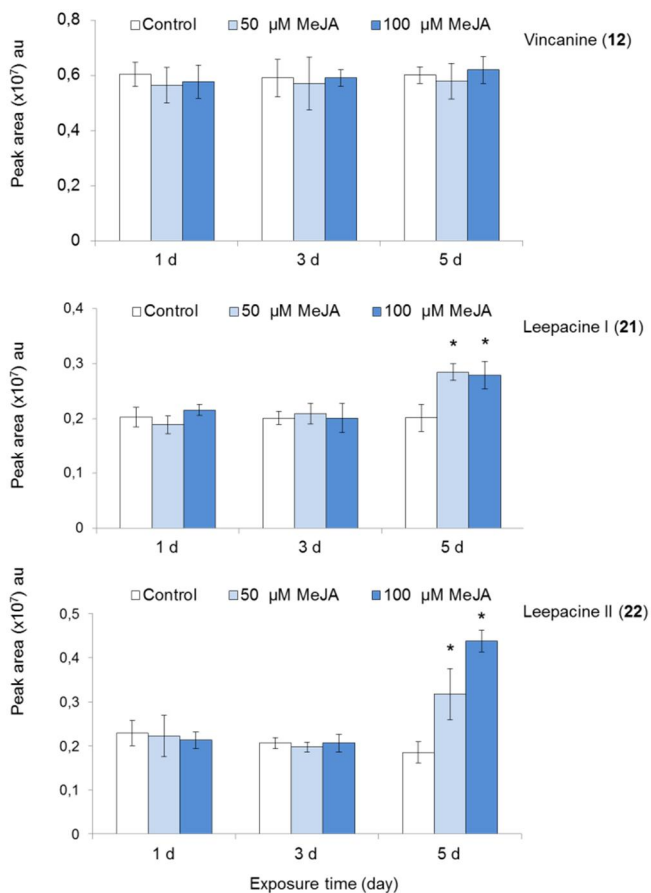 Control 50 µM MeJA 100 µM MeJA
Vincanine (12)
Peak area (x10⁷) au
0,8
0,6
0,4
0,2
0
1 d 3 d 5 d
Control 50 µM MeJA 100 µM MeJA
Leepacine I (21)
Peak area (x10⁷) au
0,4
0,3
0,2
0,1
0
* *
1 d 3 d 5 d
Control 50 µM MeJA 100 µM MeJA
Leepacine II (22)
Peak area (x10⁷) au
0,5
0,4
0,3
0,2
0,1
0,0
* *
1 d 3 d 5 d
Exposure time (day)